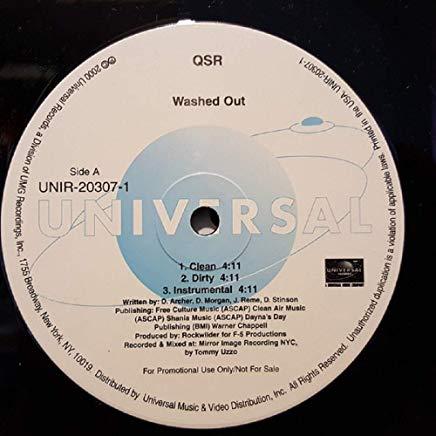 QSR
Washed Out
Side A
UNIR-20307-1
UNIVERSAL
1. Clean 4:11
2. Dirty 4:11
3. Instrumental 4:11
Written by: O. Archer, D. Morgan, J. Reme, D. Stinson
Publishing: Free Culture Music (ASCAP) Clean Air Music
(ASCAP) Shania Music (ASCAP) Dayna's Day
Publishing (BMI) Warner Chappell
Produced by: Rockwilder for F-5 Productions
Recorded & Mixed at: Mirror Image Recording NYC,
by Tommy Uzzo
For Promotional Use Only/Not For Sale
℗© 2000 Universal Records, a Division of UMG Recordings, Inc., 1755 Broadway, New York, NY, 10019 Distributed by Universal Music & Video Distribution, Inc. All Rights Reserved. Unauthorized duplication is a violation of applicable laws. Printed in the USA. UNIR-20307-1
UNIVERSAL